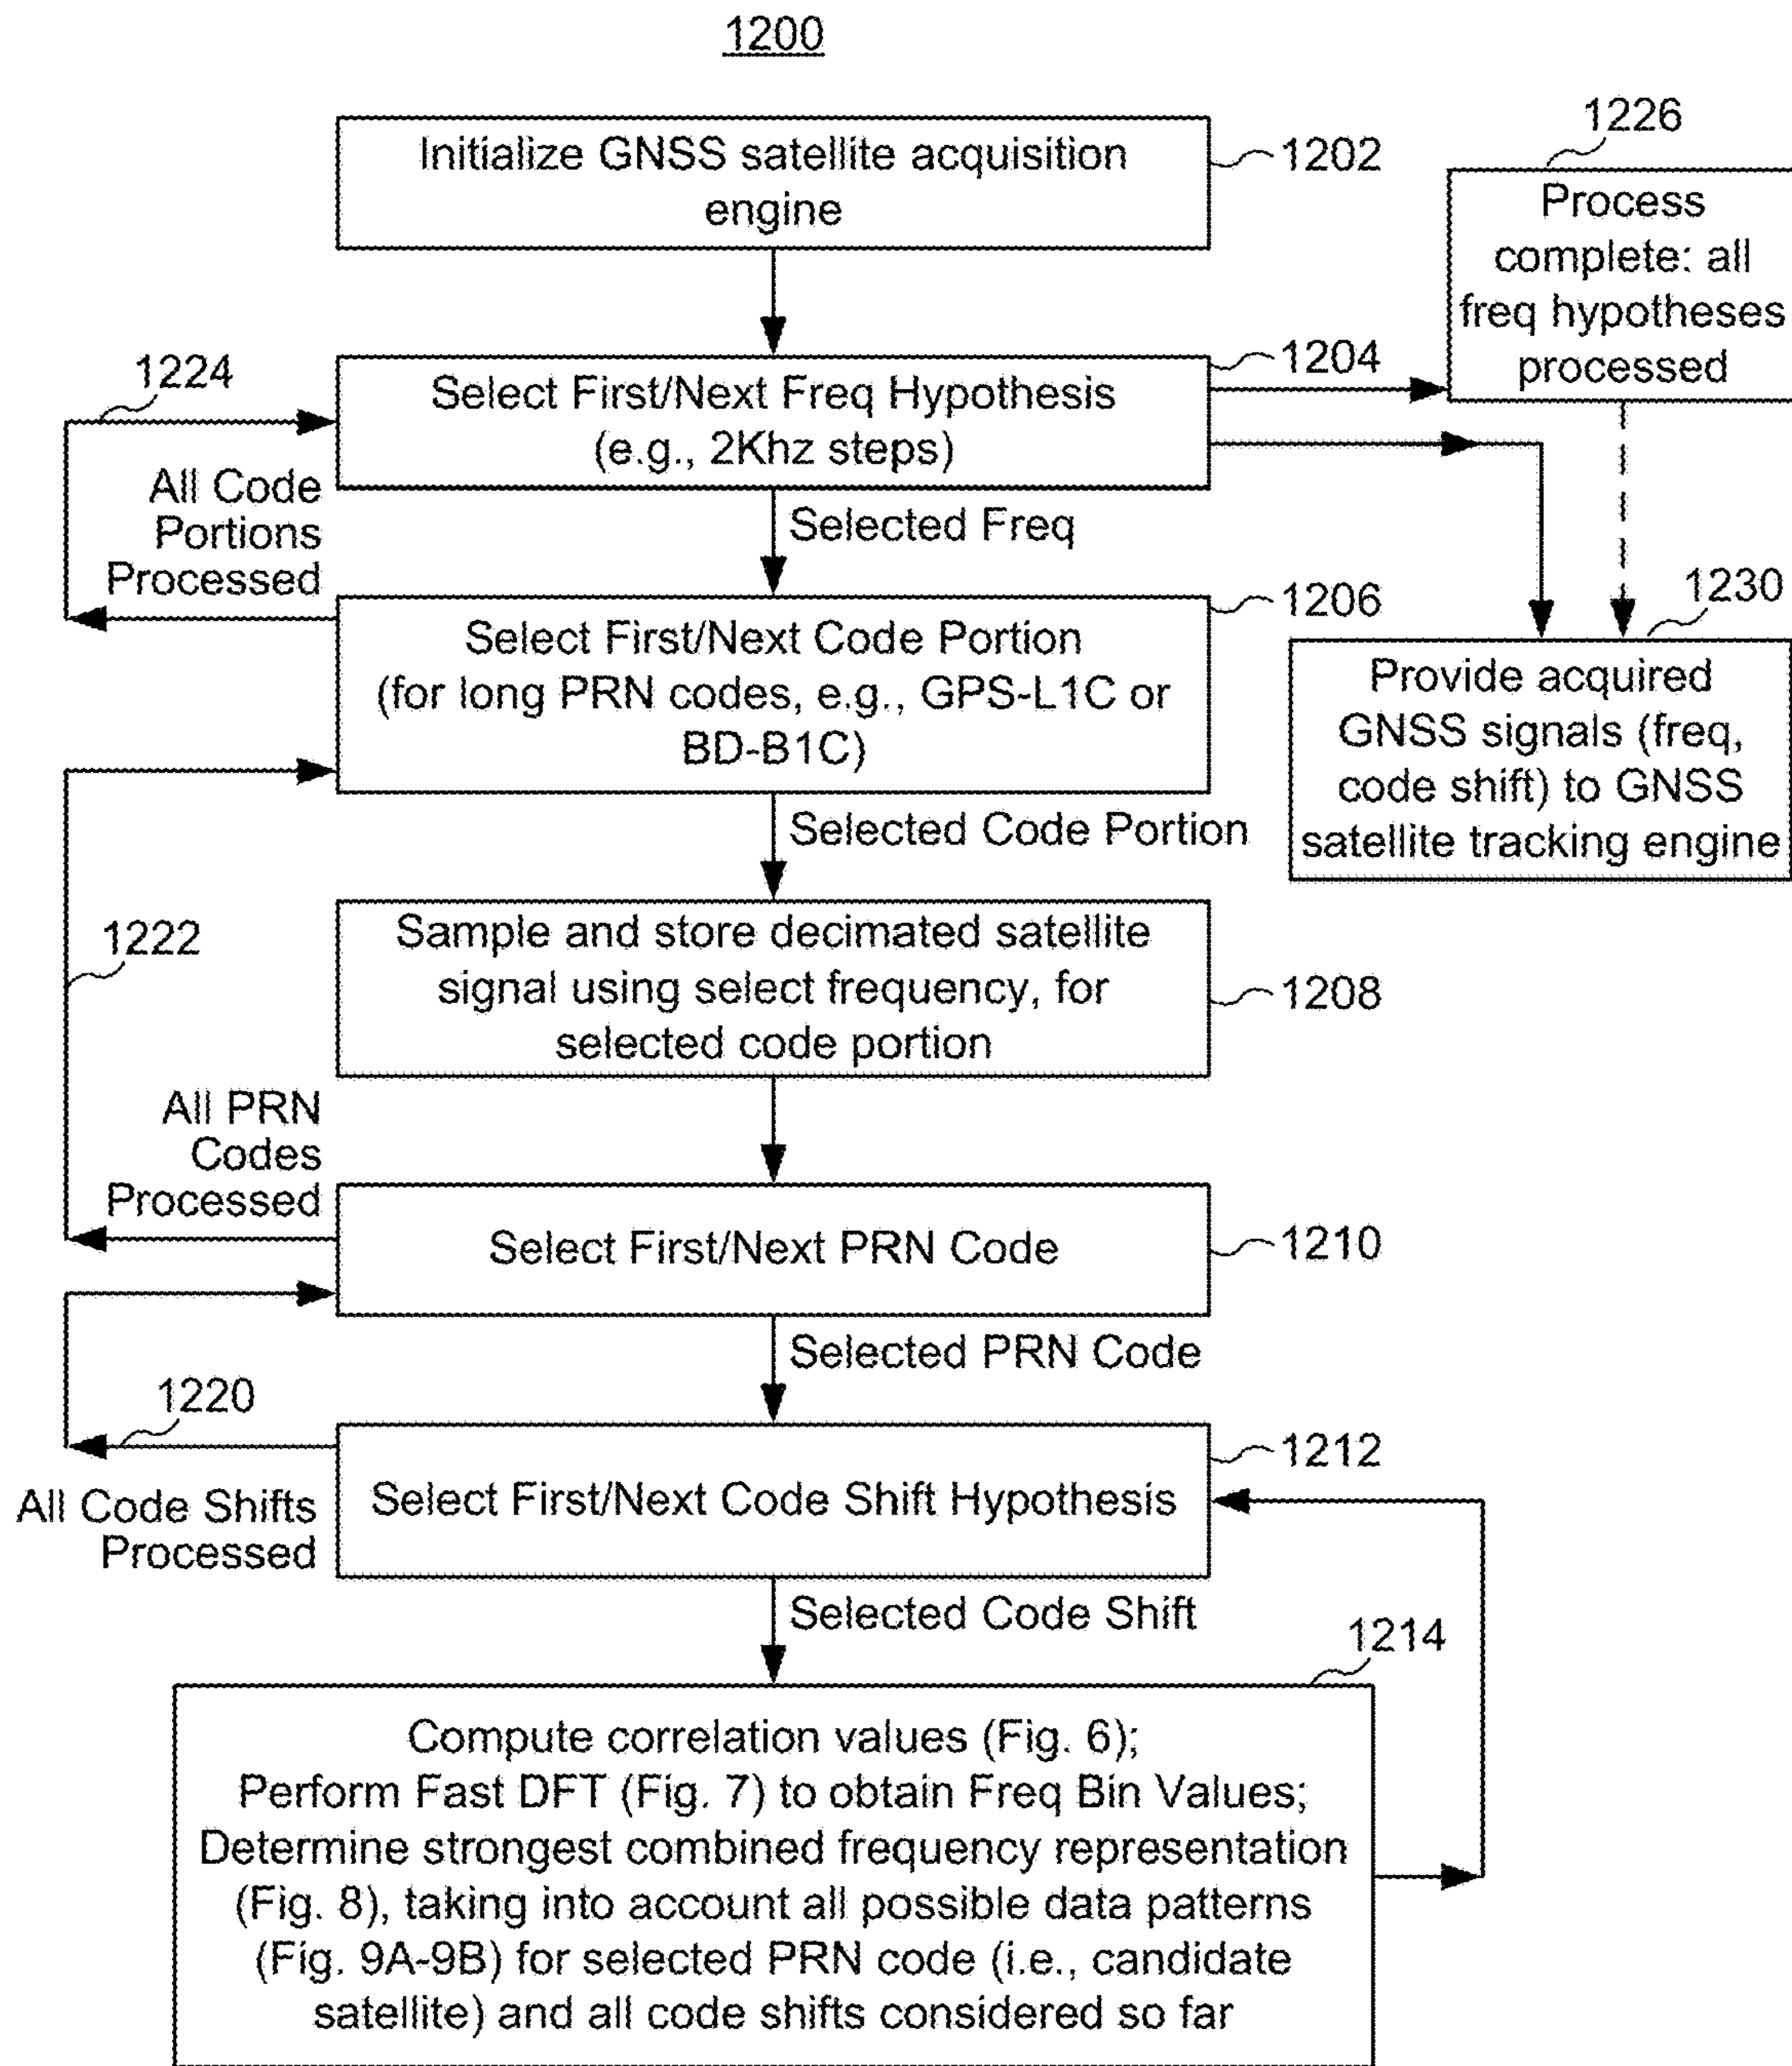 1200
Initialize GNSS satellite acquisition
engine
1202
1226
Process
complete: all
freq hypotheses
processed
1224
Select First/Next Freq Hypothesis
(e.g., 2Khz steps)
1204
All Code
Portions
Processed
Selected Freq
1206
Select First/Next Code Portion
(for long PRN codes, e.g., GPS-L1C or
BD-B1C)
1230
Provide acquired
GNSS signals (freq,
code shift) to GNSS
satellite tracking engine
Selected Code Portion
1222
Sample and store decimated satellite
signal using select frequency, for
selected code portion
1208
All PRN
Codes
Processed
Select First/Next PRN Code
1210
Selected PRN Code
1220
All Code Shifts
Processed
Select First/Next Code Shift Hypothesis
1212
Selected Code Shift
1214
Compute correlation values (Fig. 6);
Perform Fast DFT (Fig. 7) to obtain Freq Bin Values;
Determine strongest combined frequency representation
(Fig. 8), taking into account all possible data patterns
(Fig. 9A-9B) for selected PRN code (i.e., candidate
satellite) and all code shifts considered so far